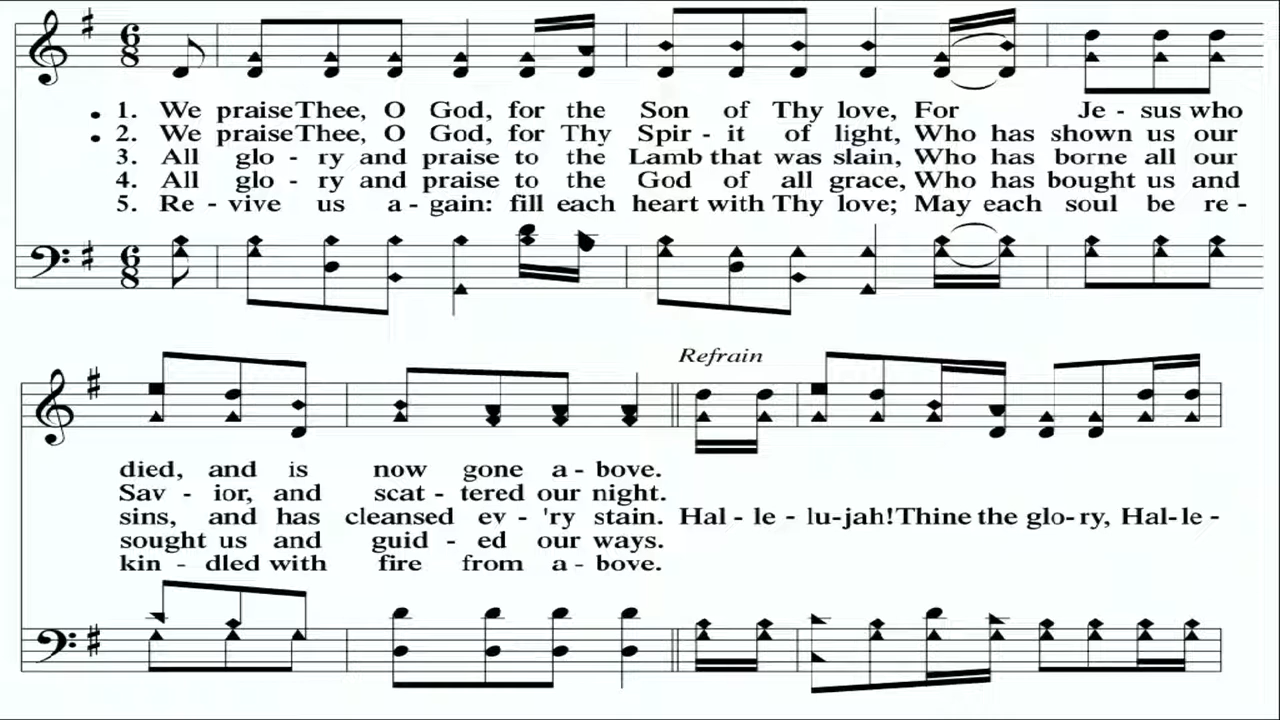 1. We praise Thee, O God, for the Son of Thy love, For Je - sus who
2. We praise Thee, O God, for Thy Spir - it of light, Who has shown us our
3. All glo - ry and praise to the Lamb that was slain, Who has borne all our
4. All glo - ry and praise to the God of all grace, Who has bought us and
5. Re - vive us a - gain: fill each heart with Thy love; May each soul be re -
Refrain
died, and is now gone a - bove.
Sav - ior, and scat - tered our night.
sins, and has cleansed ev - 'ry stain. Hal - le - lu-jah! Thine the glo-ry, Hal-le -
sought us and guid - ed our ways.
kin - dled with fire from a - bove.